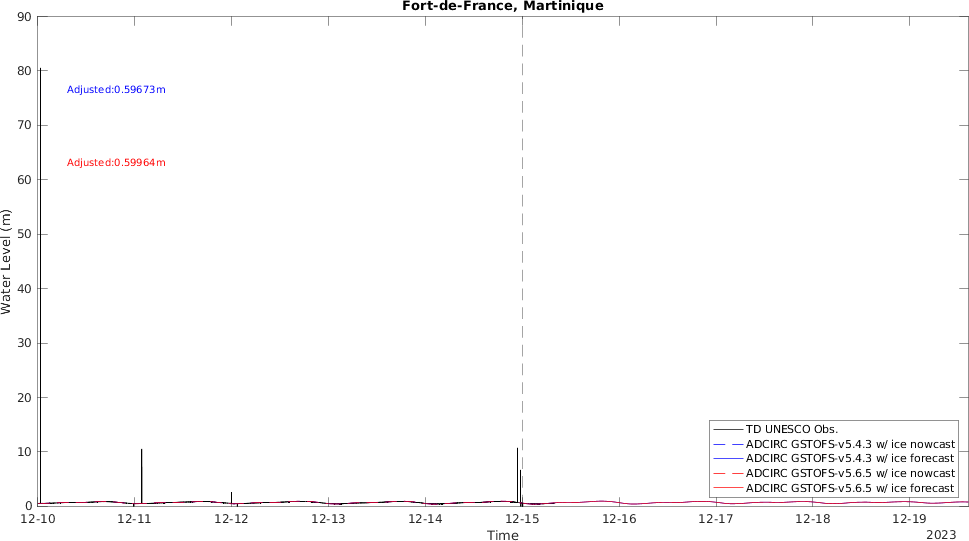 Fort-de-France, Martinique
Water Level (m)
90
80
70
60
50
40
30
20
10
0
Adjusted:0.59673m
Adjusted:0.59964m
TD UNESCO Obs.
ADCIRC GSTOFS-v5.4.3 w/ ice nowcast
ADCIRC GSTOFS-v5.4.3 w/ ice forecast
ADCIRC GSTOFS-v5.6.5 w/ ice nowcast
ADCIRC GSTOFS-v5.6.5 w/ ice forecast
12-10 12-11 12-12 12-13 12-14 12-15 12-16 12-17 12-18 12-19
Time
2023